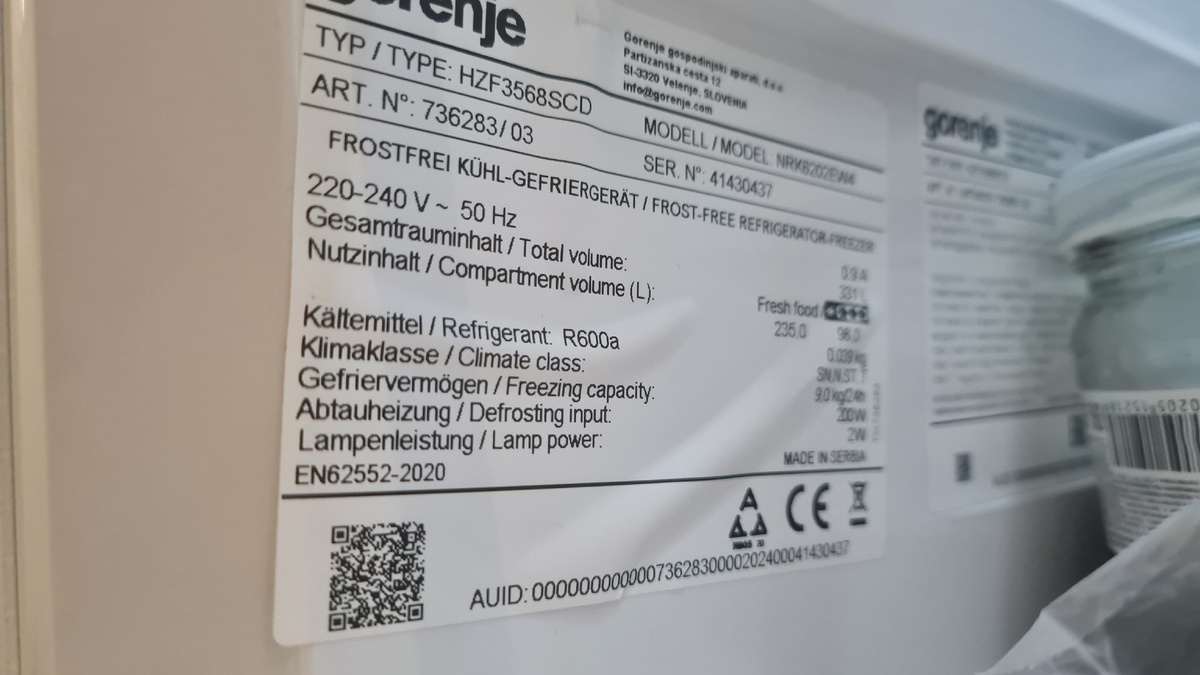 gorenje
Gorenje gospodinjski aparati, d.o.o.
Partizanska cesta 12
SI-3320 Velenje, SLOVENIA
info@gorenje.com
TYP / TYPE: HZF3568SCD
MODELL / MODEL: NRK6202EW4
ART. N°: 736283/03
SER. N°: 41430437
FROSTFREI KÜHL-GEFRIERGERÄT / FROST-FREE REFRIGERATOR-FREEZER
220-240 V ~ 50 Hz
0.9 A
Gesamtrauminhalt / Total volume:
331 L
Nutzinhalt / Compartment volume (L):
Fresh food /
235.0 96.0
Kältemittel / Refrigerant: R600a
0.039 kg
Klimaklasse / Climate class:
SN,N,ST,T
Gefriervermögen / Freezing capacity:
9.0 kg/24h
Abtauheizung / Defrosting input:
200W
Lampenleistung / Lamp power:
2W
EN62552-2020
MADE IN SERBIA
CE
gorenje